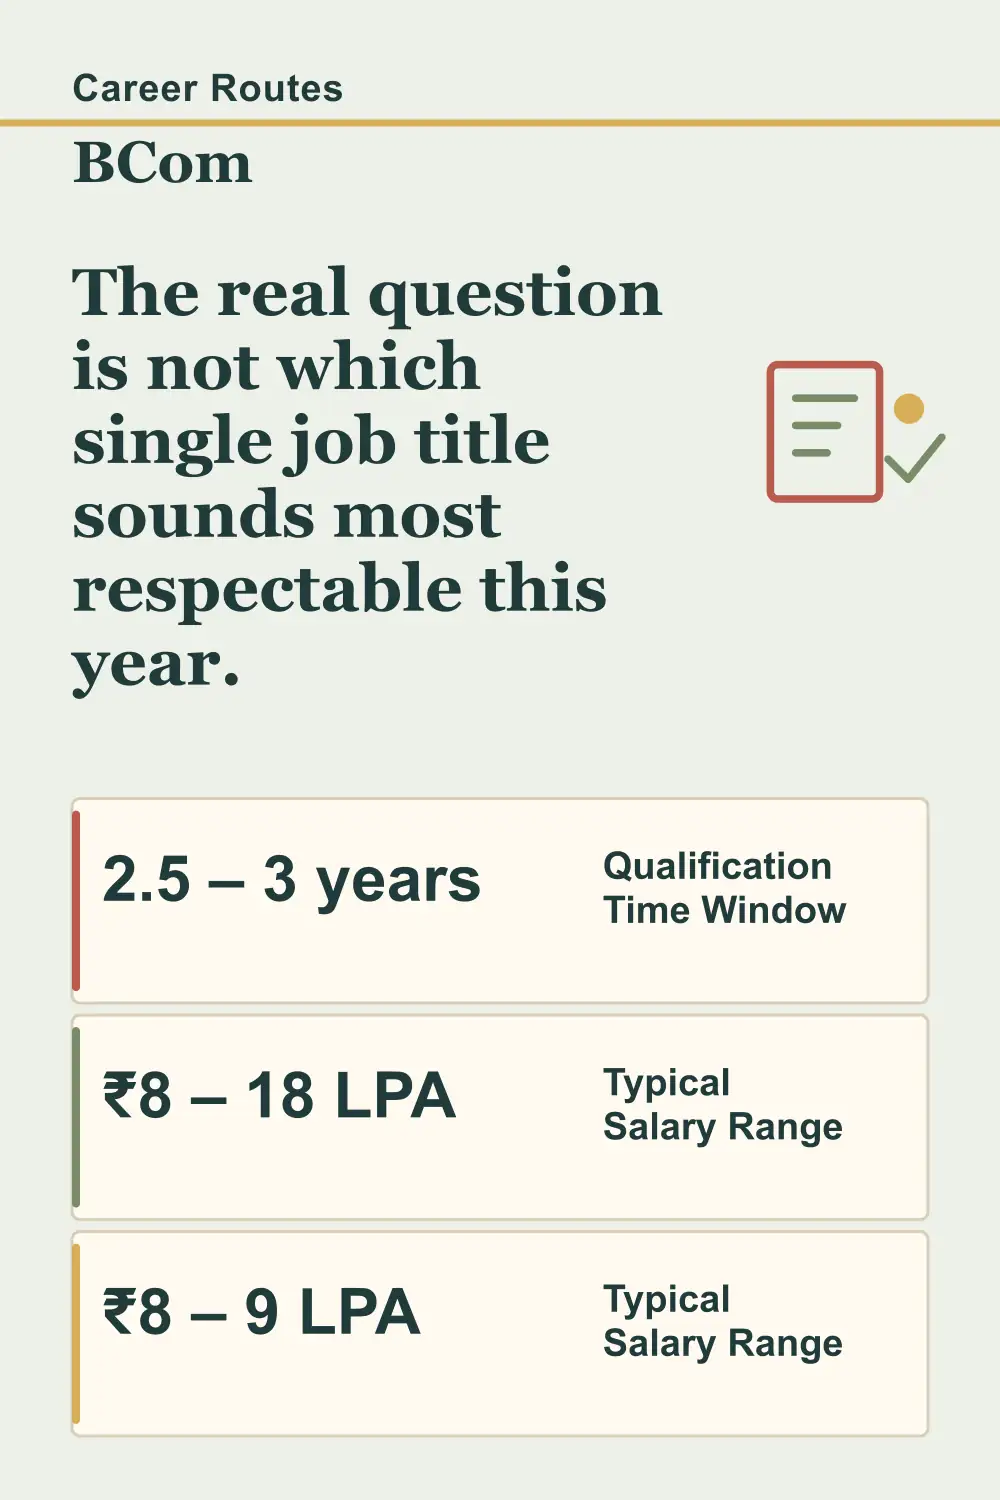 Career Routes
BCom
The real question
is not which
single job title
sounds most
respectable this
year.
2.5 – 3 years
Qualification
Time Window
₹8 – 18 LPA
Typical
Salary Range
₹8 – 9 LPA
Typical
Salary Range